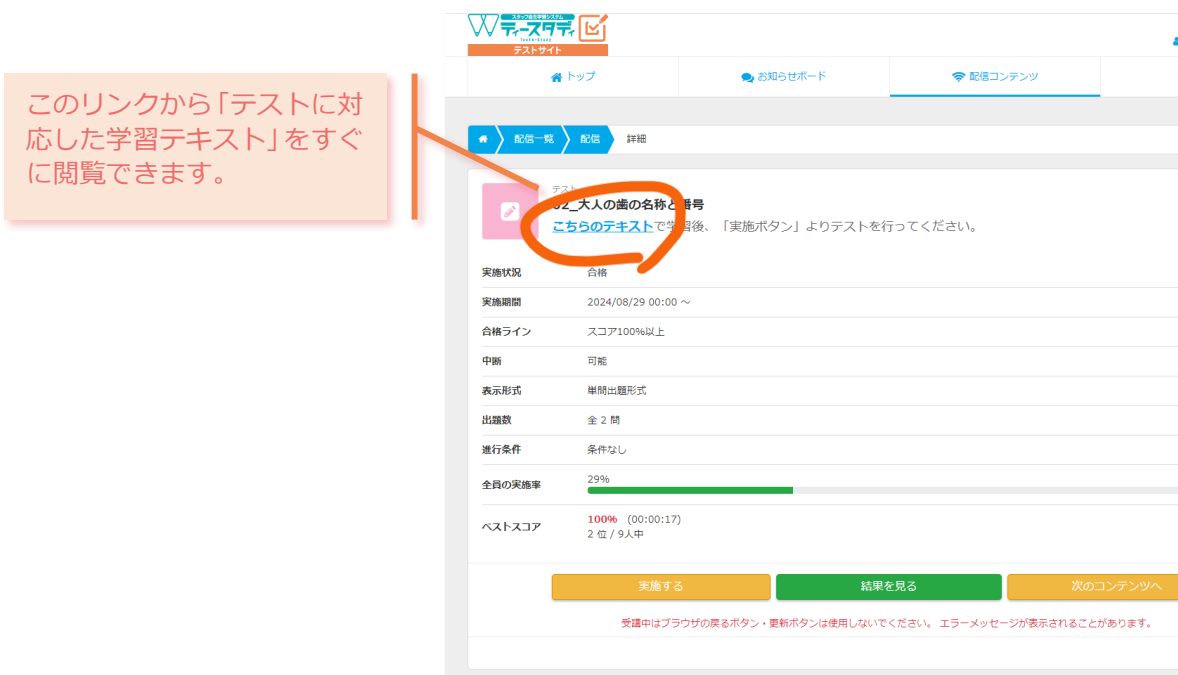 スタッフ歯生学習システム
ティースタディ
Teeth-Study
テストサイト
トップ
お知らせボード
配信コンテンツ
このリンクから「テストに対
応した学習テキスト」をすぐ
に閲覧できます。
配信一覧
配信
詳細
テスト
02_大人の歯の名称と番号
こちらのテキストで学習後、「実施ボタン」よりテストを行ってください。
実施状況 合格
実施期間 2024/08/29 00:00 ～
合格ライン スコア100%以上
中断 可能
表示形式 単問出題形式
出題数 全 2 問
進行条件 条件なし
全員の実施率 29%
ベストスコア 100% (00:00:17)
2 位 / 9人中
実施する
結果を見る
次のコンテンツへ
受講中はブラウザの戻るボタン・更新ボタンは使用しないでください。 エラーメッセージが表示されることがあります。